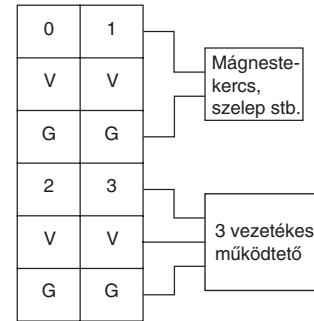 0 1
V V
G G
2 3
V V
G G
Mágneste-
kercs,
szelep stb.
3 vezetékes
működtető